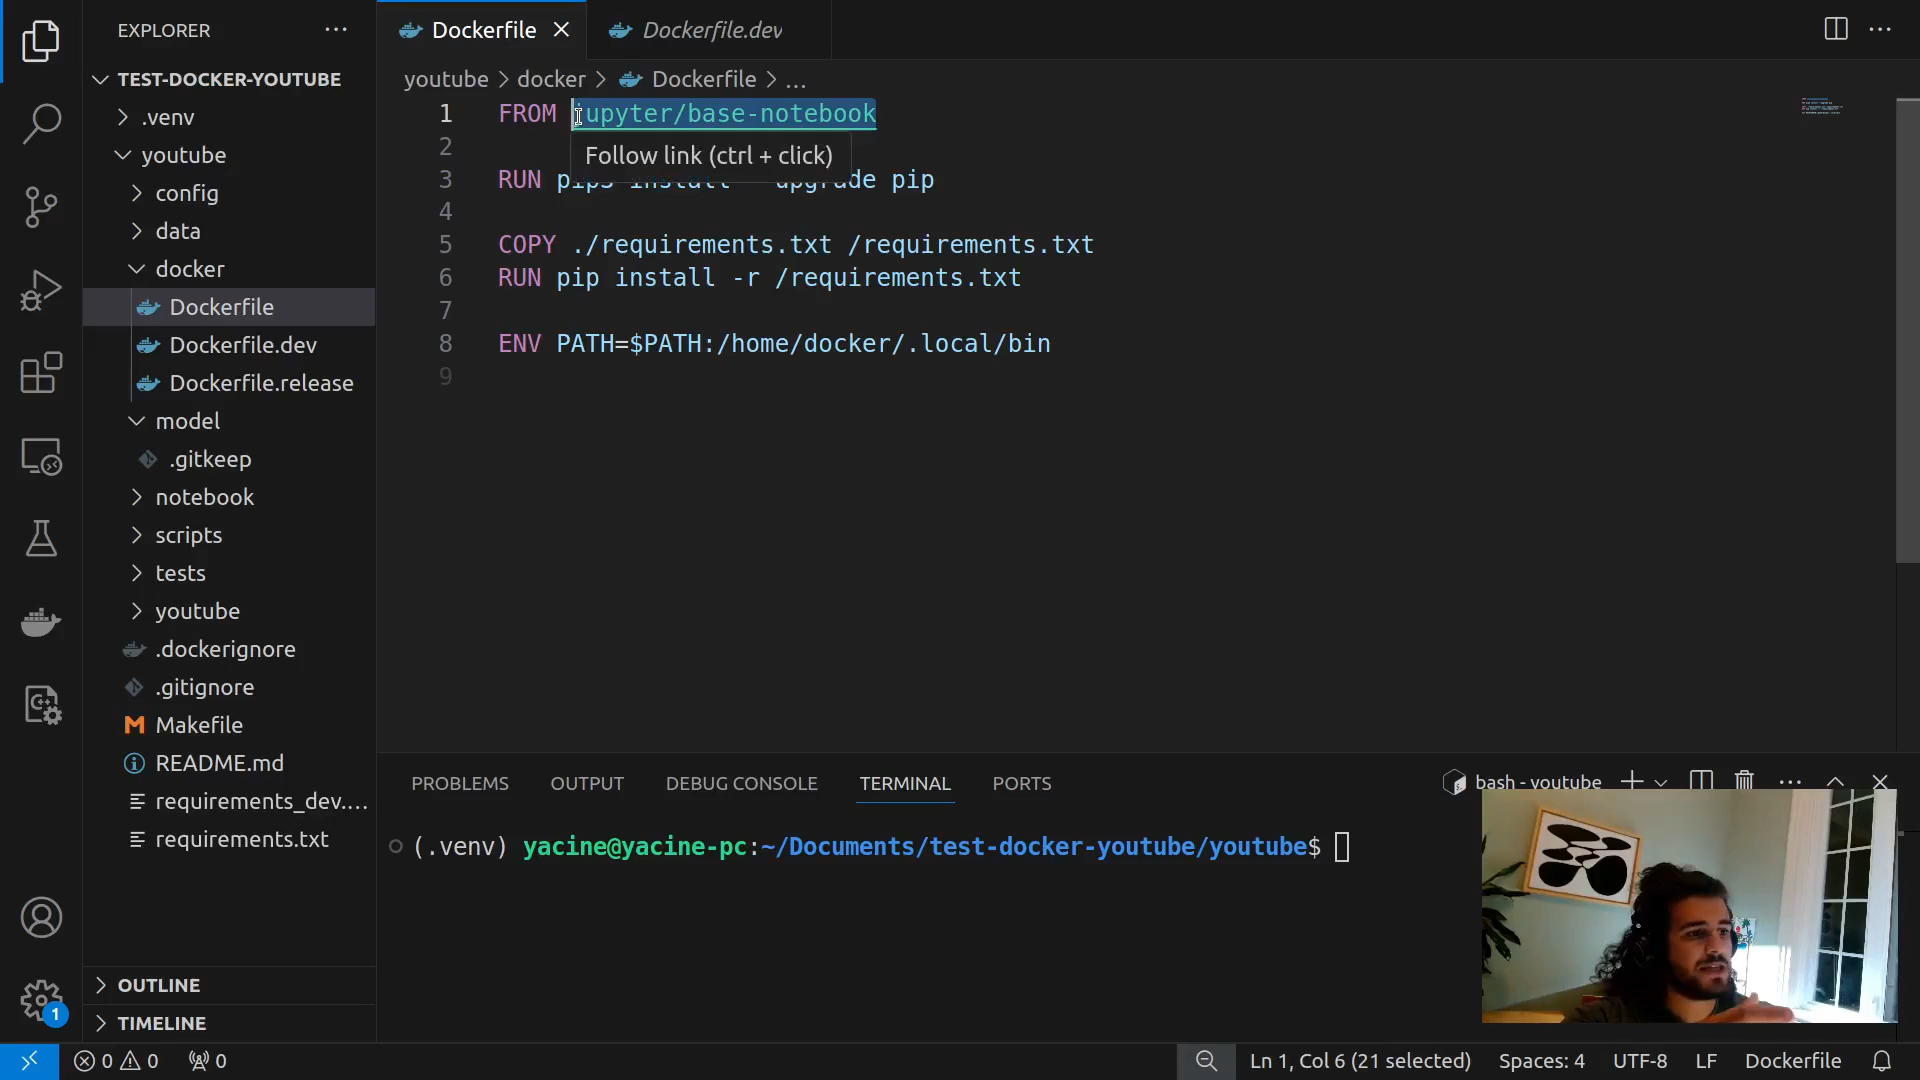 EXPLORER
TEST-DOCKER-YOUTUBE
.venv
youtube
config
data
docker
Dockerfile
Dockerfile.dev
Dockerfile.release
model
.gitkeep
notebook
scripts
tests
youtube
.dockerignore
.gitignore
Makefile
README.md
requirements_dev....
requirements.txt
OUTLINE
TIMELINE
1
Dockerfile
Dockerfile.dev
youtube > docker > Dockerfile > ...
1 FROM jupyter/base-notebook
2
Follow link (ctrl + click)
3 RUN pip3 install --upgrade pip
4
5 COPY ./requirements.txt /requirements.txt
6 RUN pip install -r /requirements.txt
7
8 ENV PATH=$PATH:/home/docker/.local/bin
9
PROBLEMS OUTPUT DEBUG CONSOLE TERMINAL PORTS
bash - youtube
(.venv) yacine@yacine-pc:~/Documents/test-docker-youtube/youtube$
0 0 0
Ln 1, Col 6 (21 selected) Spaces: 4 UTF-8 LF Dockerfile